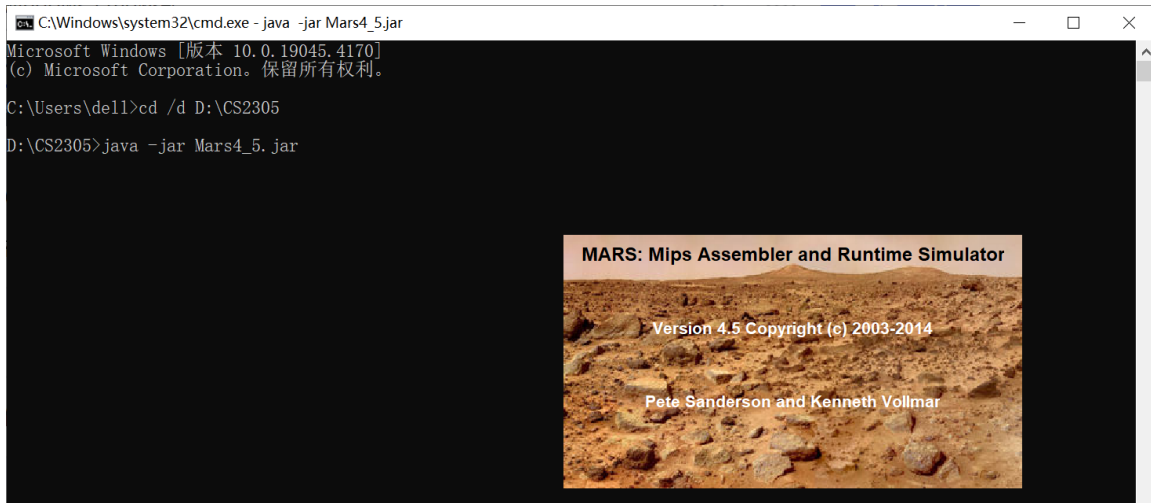 C:\Windows\system32\cmd.exe - java  -jar Mars4_5.jar
Microsoft Windows [版本 10.0.19045.4170]
(c) Microsoft Corporation。保留所有权利。
C:\Users\dell>cd /d D:\CS2305
D:\CS2305>java -jar Mars4_5.jar
MARS: Mips Assembler and Runtime Simulator
Version 4.5 Copyright (c) 2003-2014
Pete Sanderson and Kenneth Vollmar